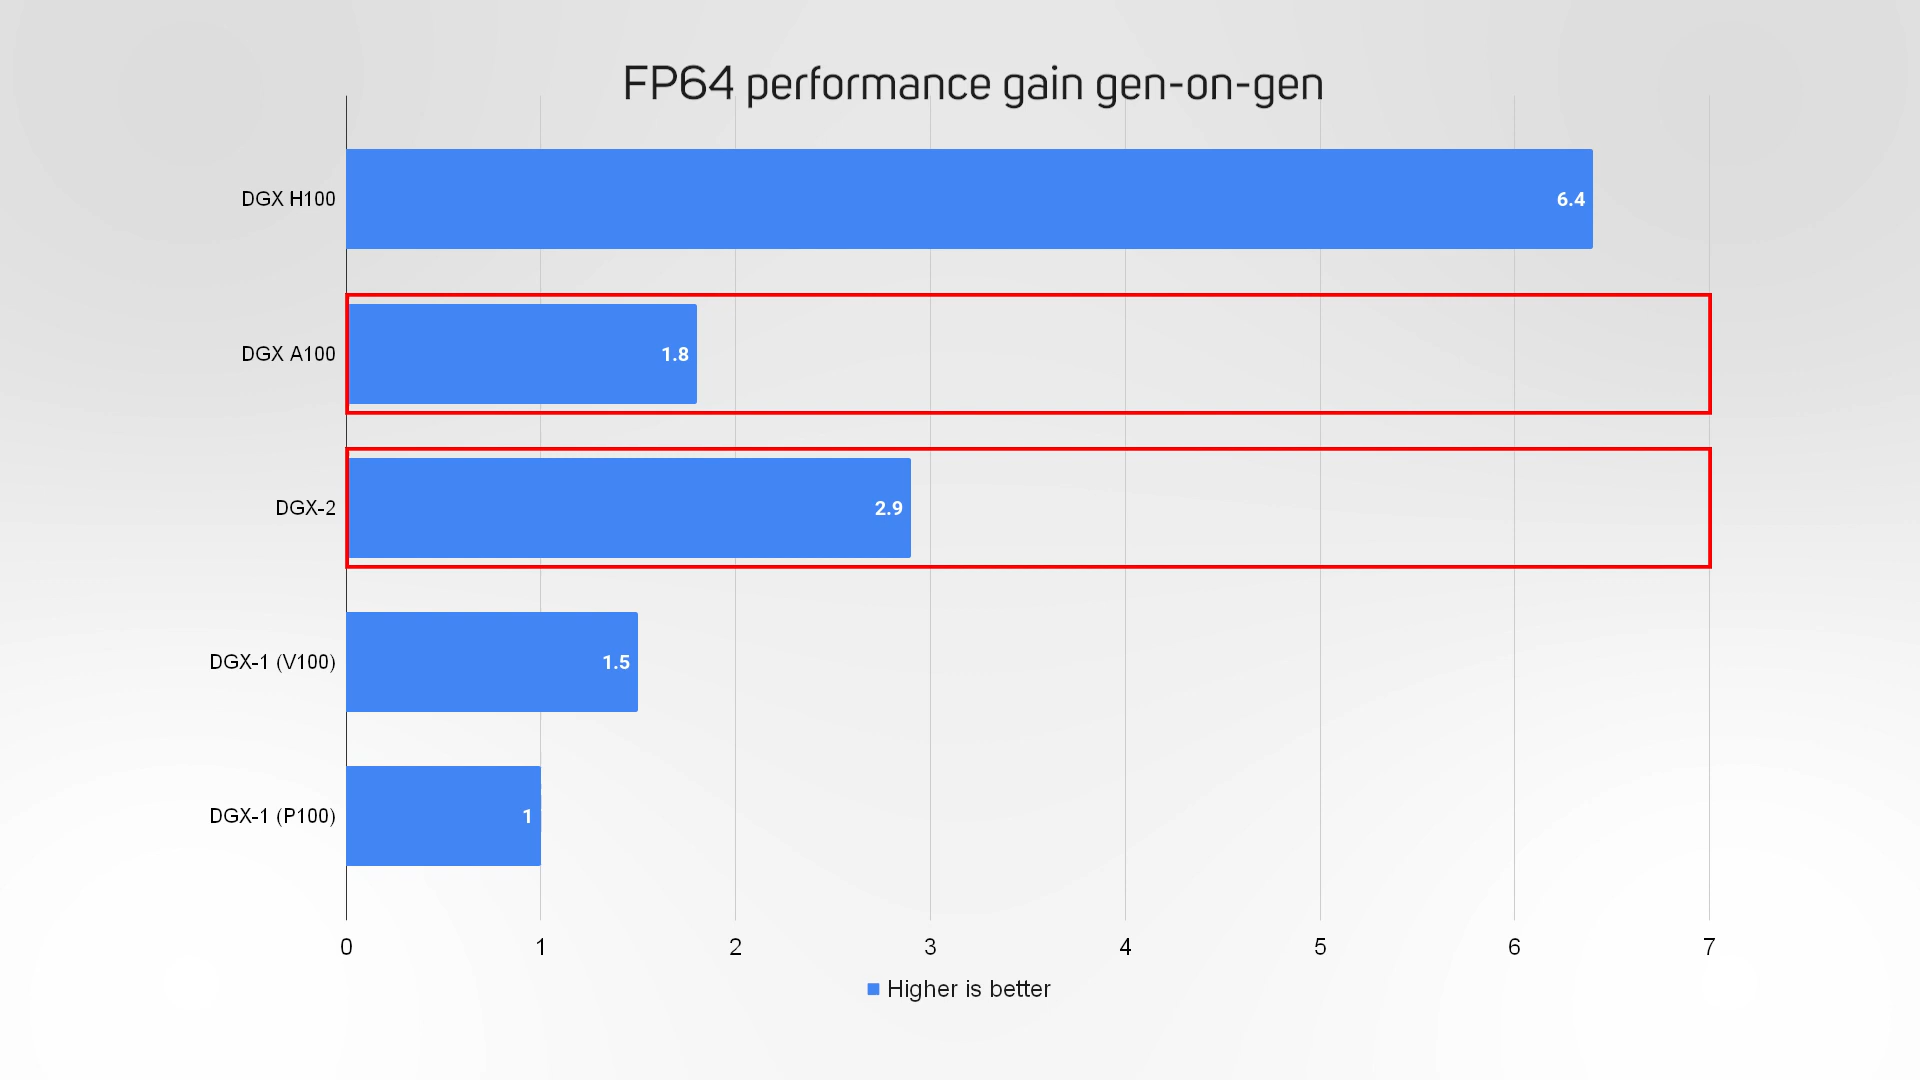 FP64 performance gain gen-on-gen
DGX H100
6.4
DGX A100
1.8
DGX-2
2.9
DGX-1 (V100)
1.5
DGX-1 (P100)
1
0 1 2 3 4 5 6 7
Higher is better